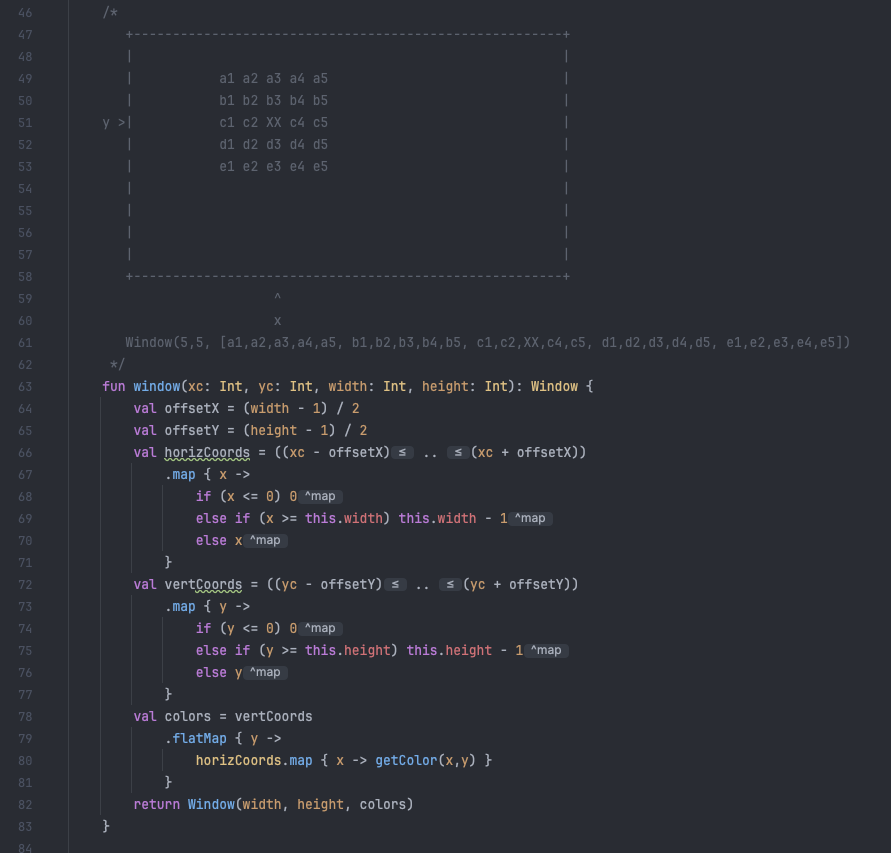 46 /*
47 +-------------------------------------------------------+
48 |                                                       |
49 |           a1 a2 a3 a4 a5                              |
50 |           b1 b2 b3 b4 b5                              |
51 y >|           c1 c2 XX c4 c5                              |
52 |           d1 d2 d3 d4 d5                              |
53 |           e1 e2 e3 e4 e5                              |
54 |                                                       |
55 |                                                       |
56 |                                                       |
57 |                                                       |
58 +-------------------------------------------------------+
59 ^
60 x
61 Window(5,5, [a1,a2,a3,a4,a5, b1,b2,b3,b4,b5, c1,c2,XX,c4,c5, d1,d2,d3,d4,d5, e1,e2,e3,e4,e5])
62 */
63 fun window(xc: Int, yc: Int, width: Int, height: Int): Window {
64 val offsetX = (width - 1) / 2
65 val offsetY = (height - 1) / 2
66 val horizCoords = ((xc - offsetX) ≤ .. ≤ (xc + offsetX))
67 .map { x ->
68 if (x <= 0) 0 ^map
69 else if (x >= this.width) this.width - 1 ^map
70 else x ^map
71 }
72 val vertCoords = ((yc - offsetY) ≤ .. ≤ (yc + offsetY))
73 .map { y ->
74 if (y <= 0) 0 ^map
75 else if (y >= this.height) this.height - 1 ^map
76 else y ^map
77 }
78 val colors = vertCoords
79 .flatMap { y ->
80 horizCoords.map { x -> getColor(x,y) }
81 }
82 return Window(width, height, colors)
83 }
84